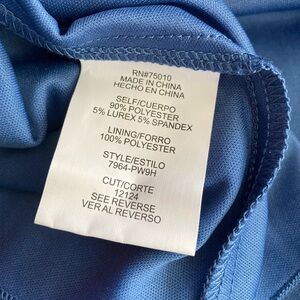 RN#75010
MADE IN CHINA
HECHO EN CHINA
SELF/CUERPO
90% POLYESTER
5% LUREX 5% SPANDEX
LINING/FORRO
100% POLYESTER
STYLE/ESTILO
7964-PW9H
CUT/CORTE
12124
SEE REVERSE
VER AL REVERSO